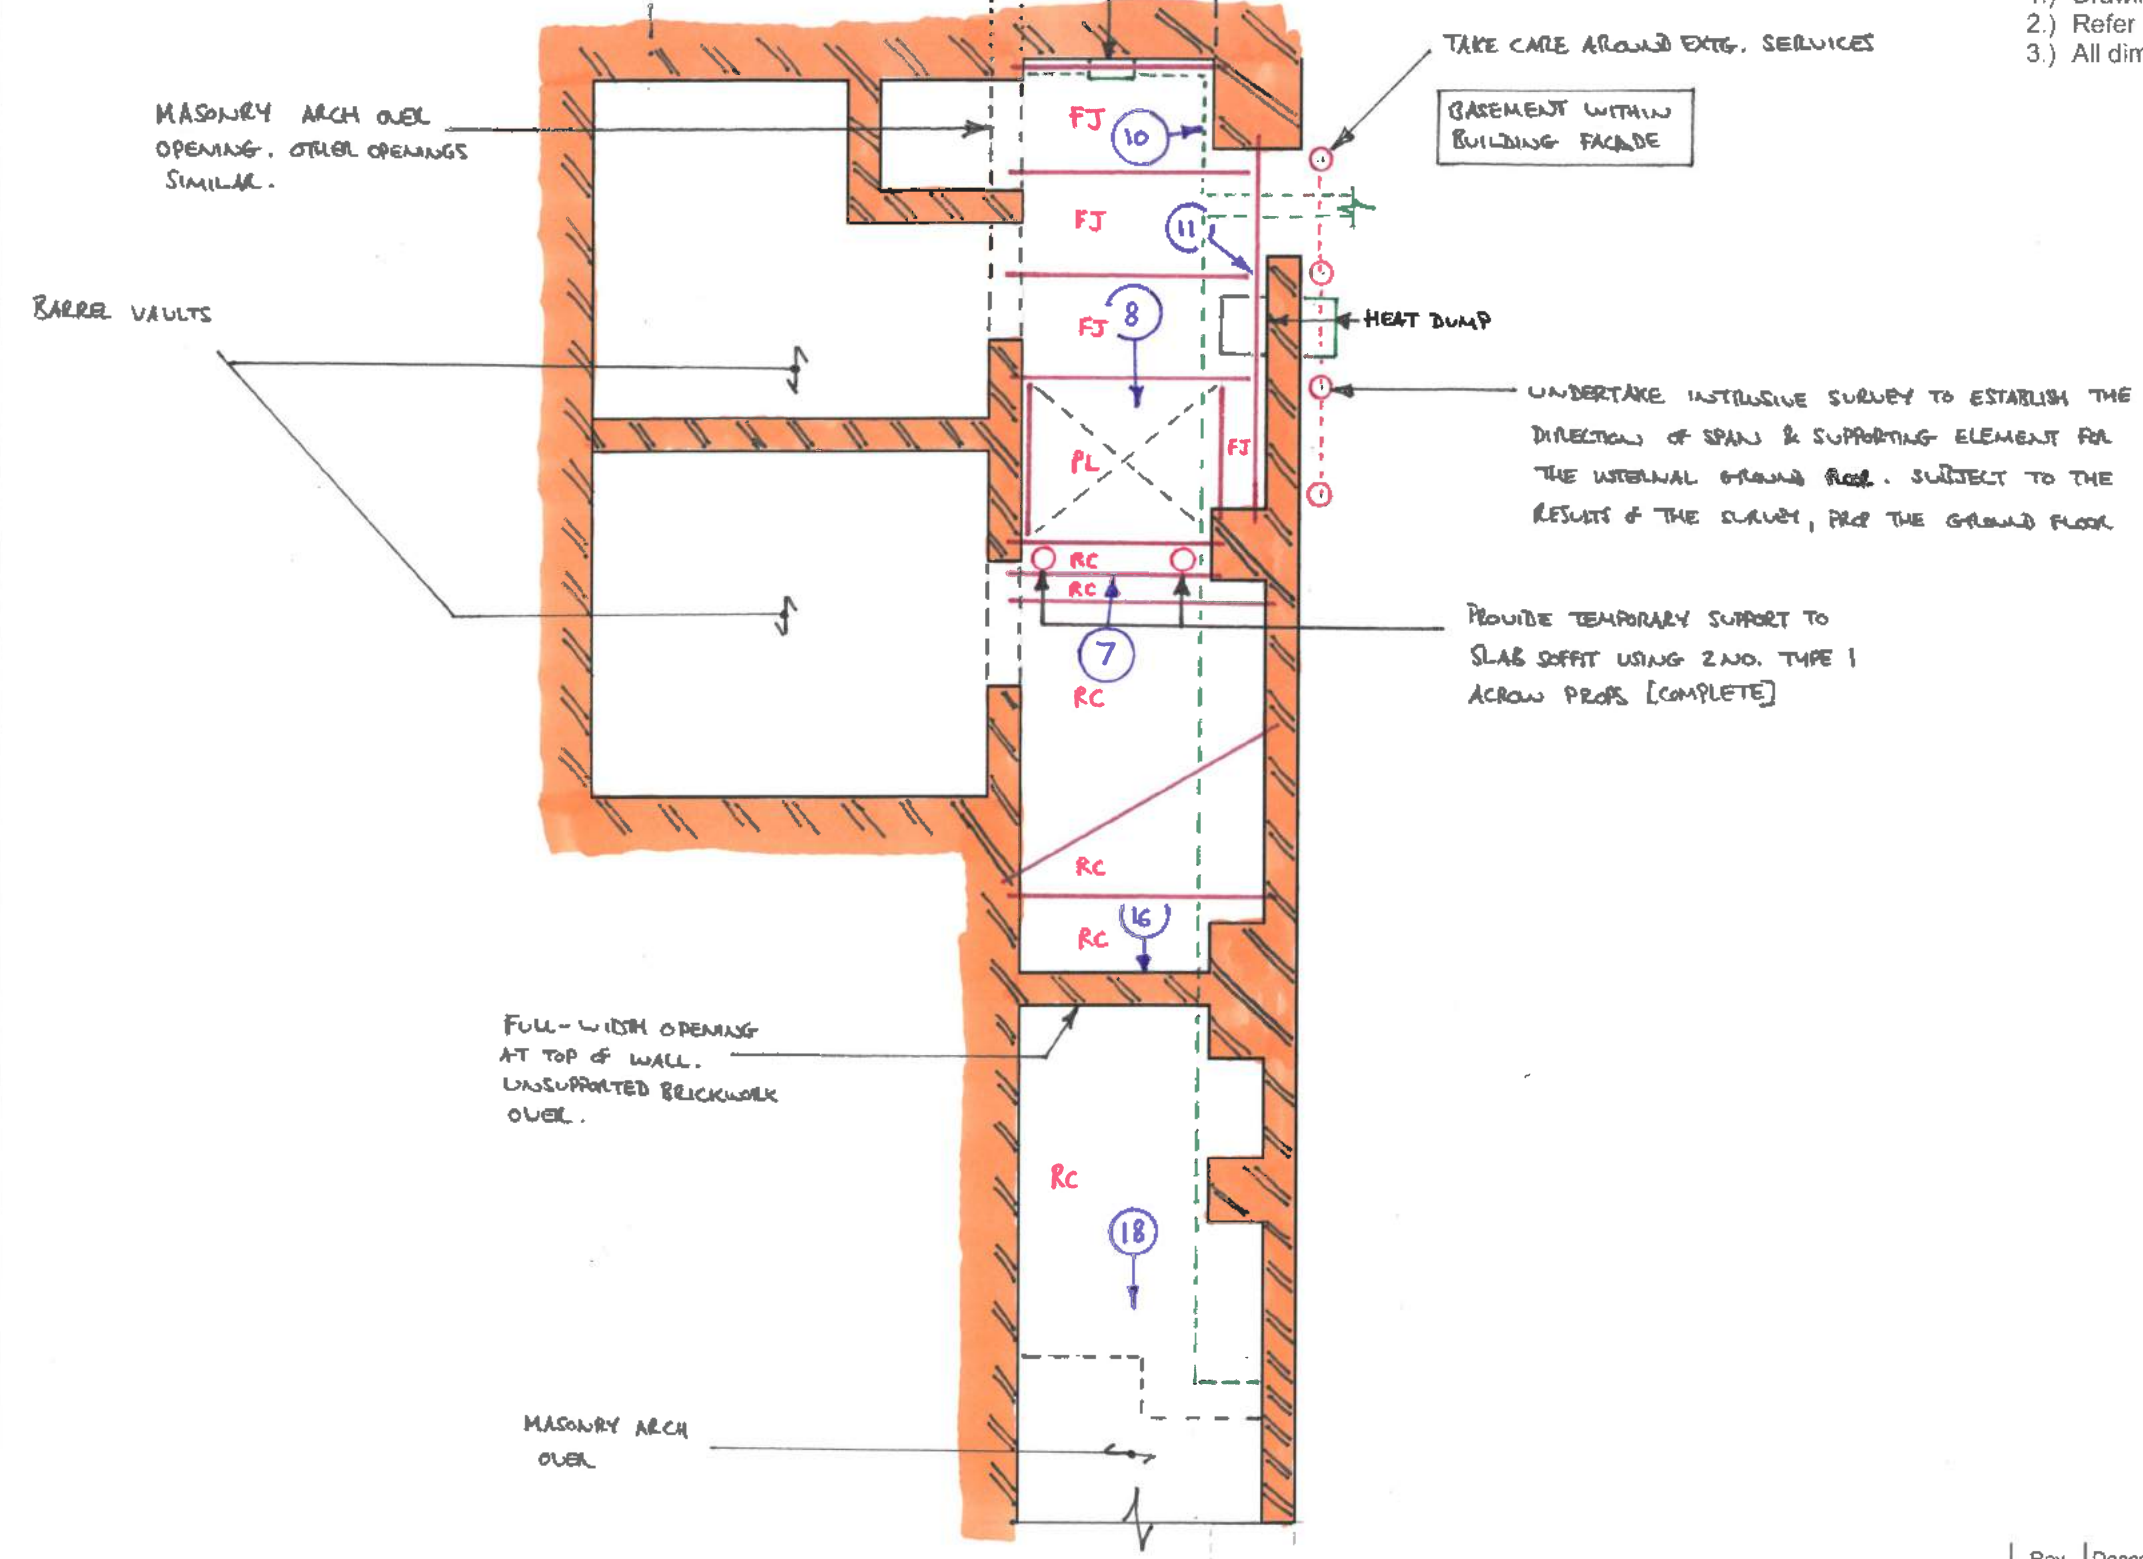 2.) Refer
3.) All dim
TAKE CARE AROUND EXTG. SERVICES
BASEMENT WITHIN
BUILDING FACADE
MASONRY ARCH OVER
OPENING. OTHER OPENINGS
SIMILAR.
FJ
10
FJ
11
BARREL VAULTS
FJ
8
HEAT DUMP
UNDERTAKE INTRUSIVE SURVEY TO ESTABLISH THE
DIRECTION OF SPAN & SUPPORTING ELEMENT FOR
THE INTERNAL GROUND FLOOR. SUBJECT TO THE
RESULTS OF THE SURVEY, PROP THE GROUND FLOOR
PL
FJ
RC
RC
7
PROVIDE TEMPORARY SUPPORT TO
SLAB SOFFIT USING 2NO. TYPE 1
ACROW PROPS [COMPLETE]
RC
RC
16
RC
FULL-WIDTH OPENING
AT TOP OF WALL.
UNSUPPORTED BRICKWORK
OVER.
RC
18
MASONRY ARCH
OVER